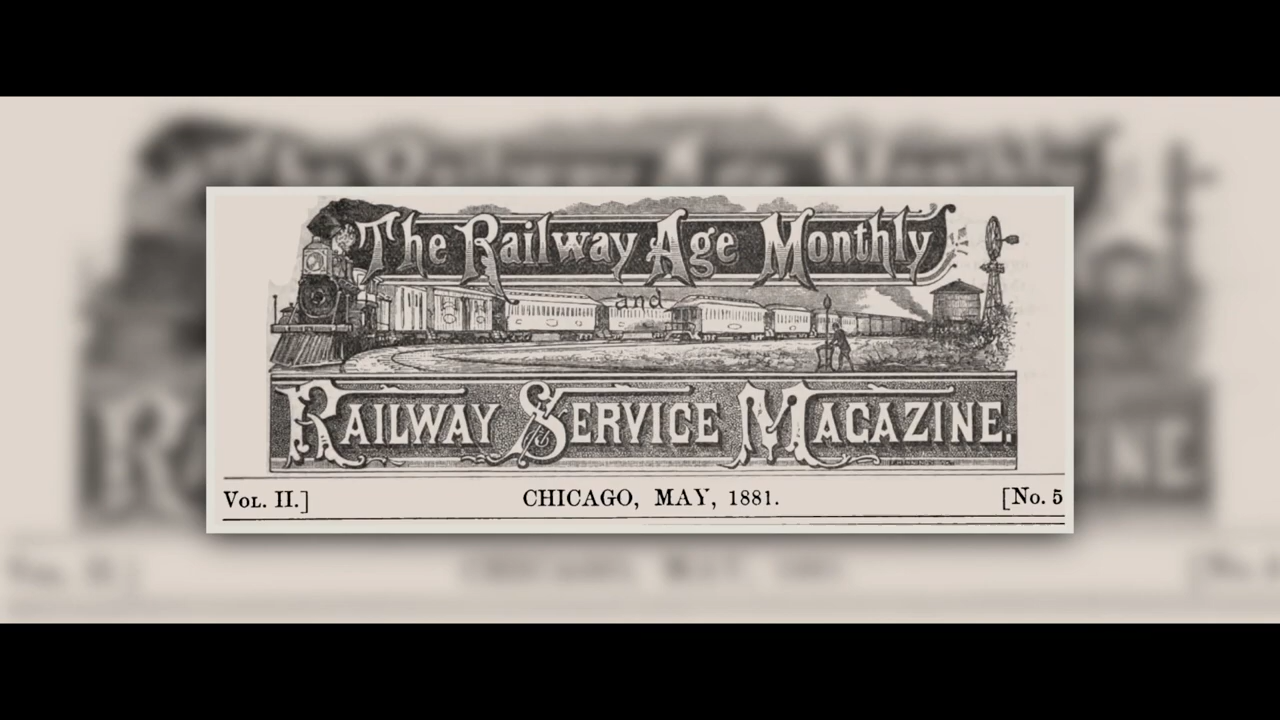 The Railway Age Monthly
and
RAILWAY SERVICE MAGAZINE.
VOL. II.] CHICAGO, MAY, 1881. [No. 5